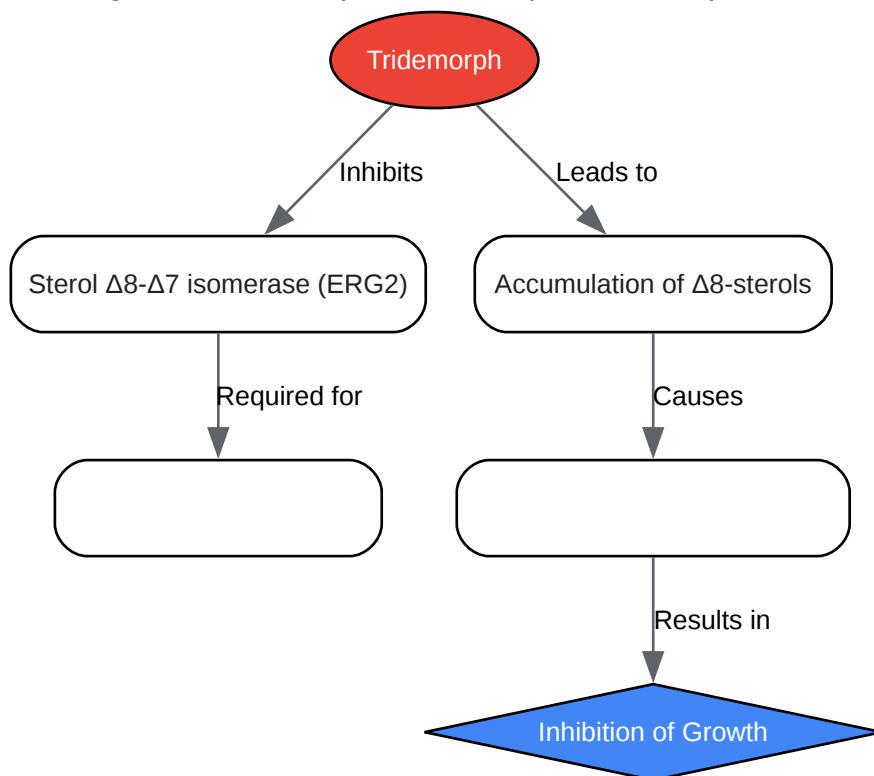 Tridemorph
Inhibits
Leads to
Sterol Δ8-Δ7 isomerase (ERG2)
Accumulation of Δ8-sterols
Required for
Causes
Results in
Inhibition of Growth